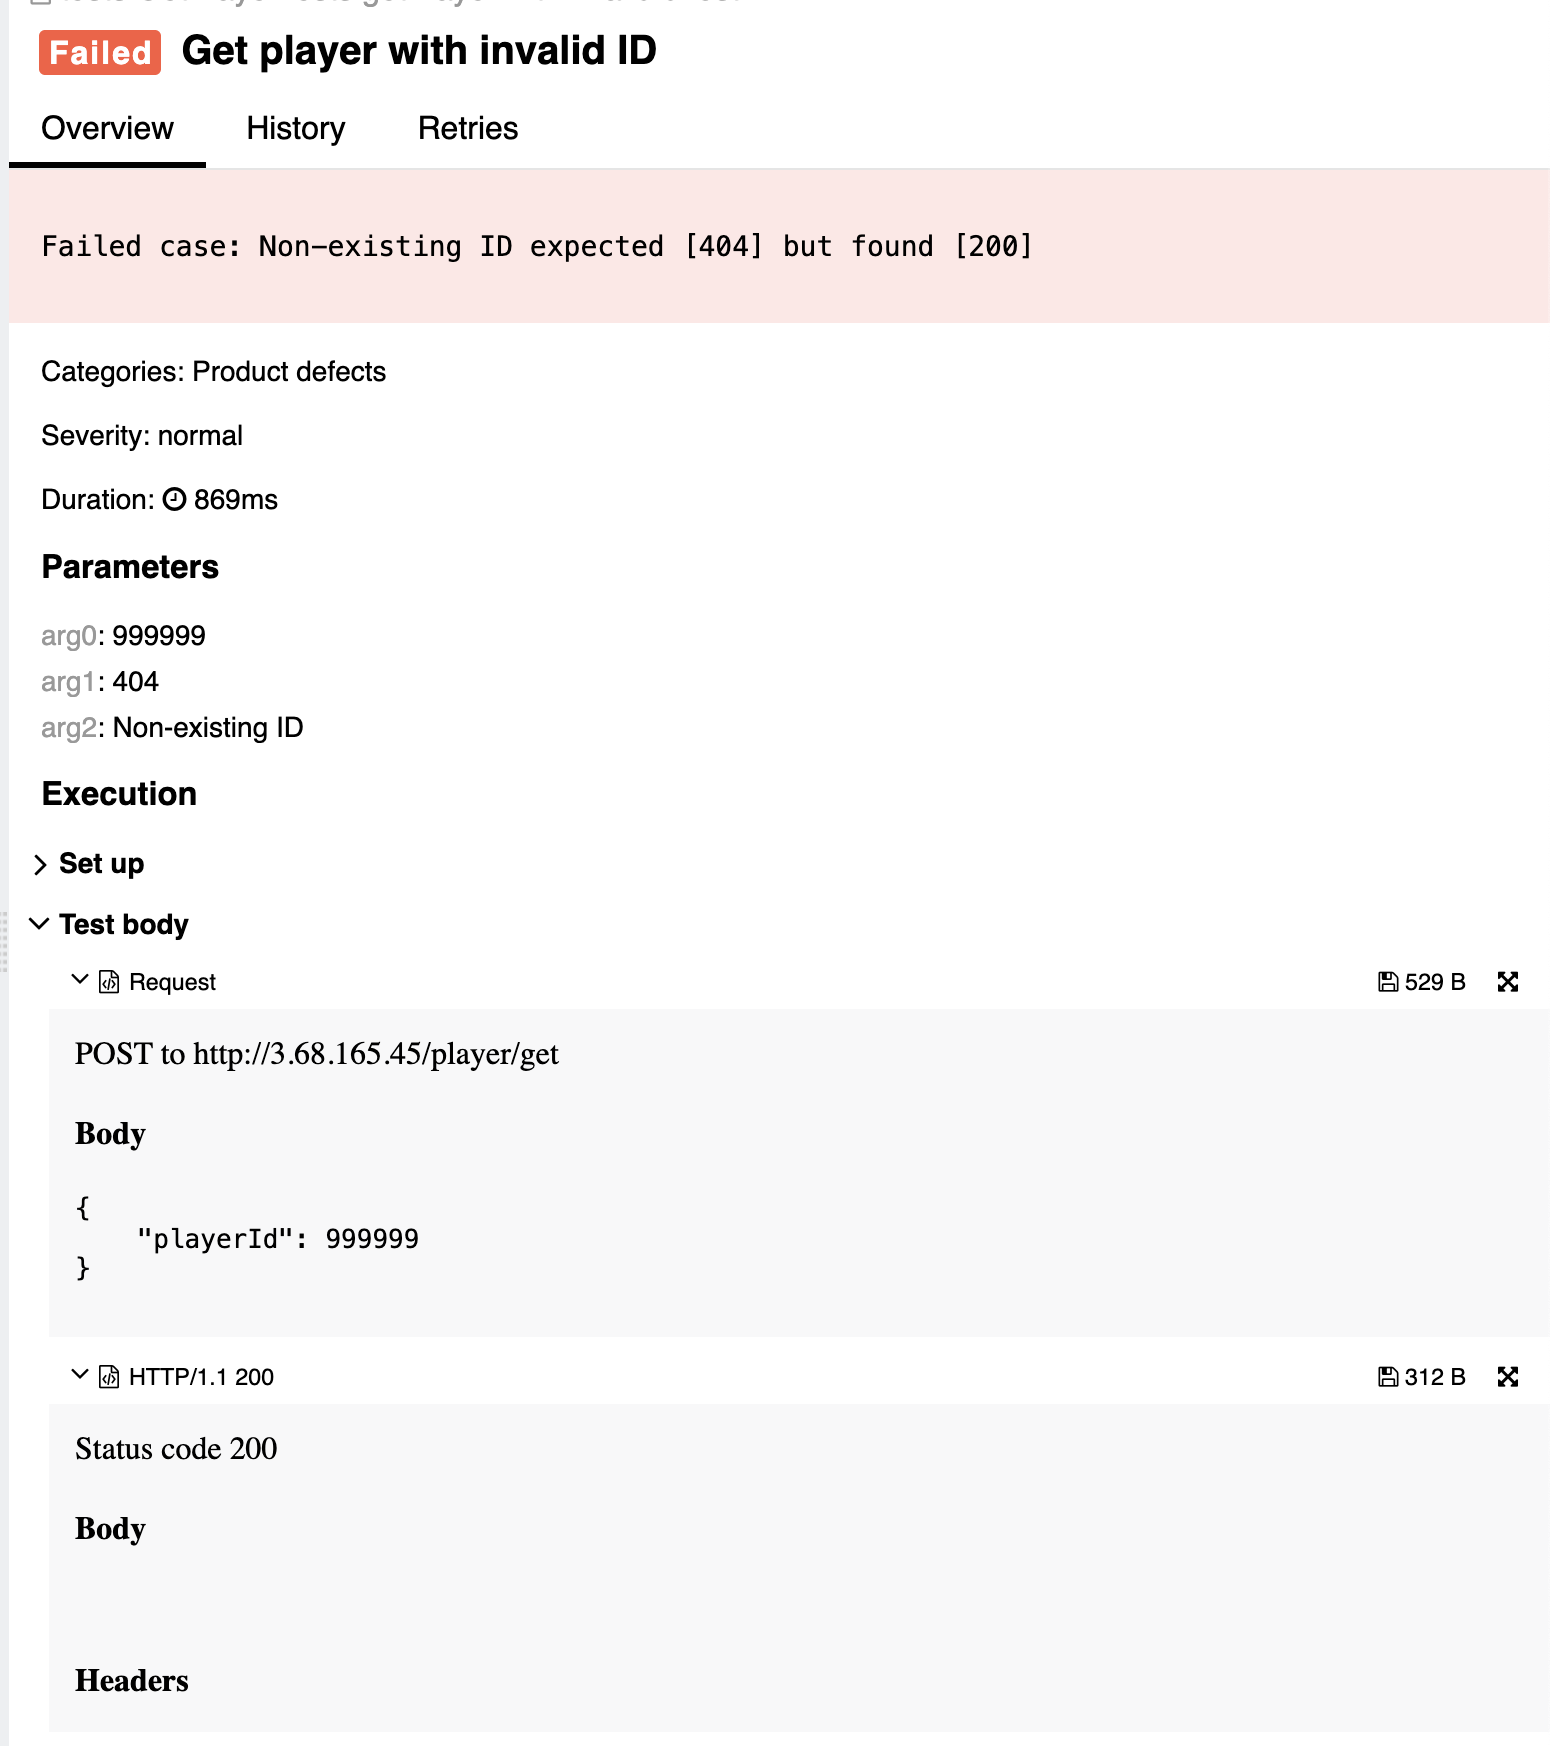 Failed Get player with invalid ID
Overview History Retries
Failed case: Non-existing ID expected [404] but found [200]
Categories: Product defects
Severity: normal
Duration: 869ms
Parameters
arg0: 999999
arg1: 404
arg2: Non-existing ID
Execution
Set up
Test body
Request 529 B
POST to http://3.68.165.45/player/get
Body
{
"playerId": 999999
}
HTTP/1.1 200 312 B
Status code 200
Body
Headers